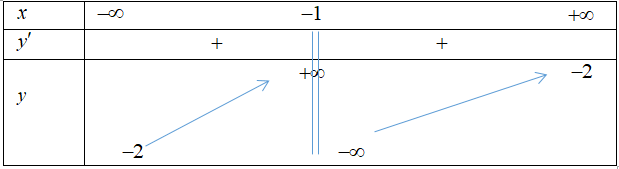 x −∞ −1 +∞
y′ + +
+∞ −2
y
−2 −∞